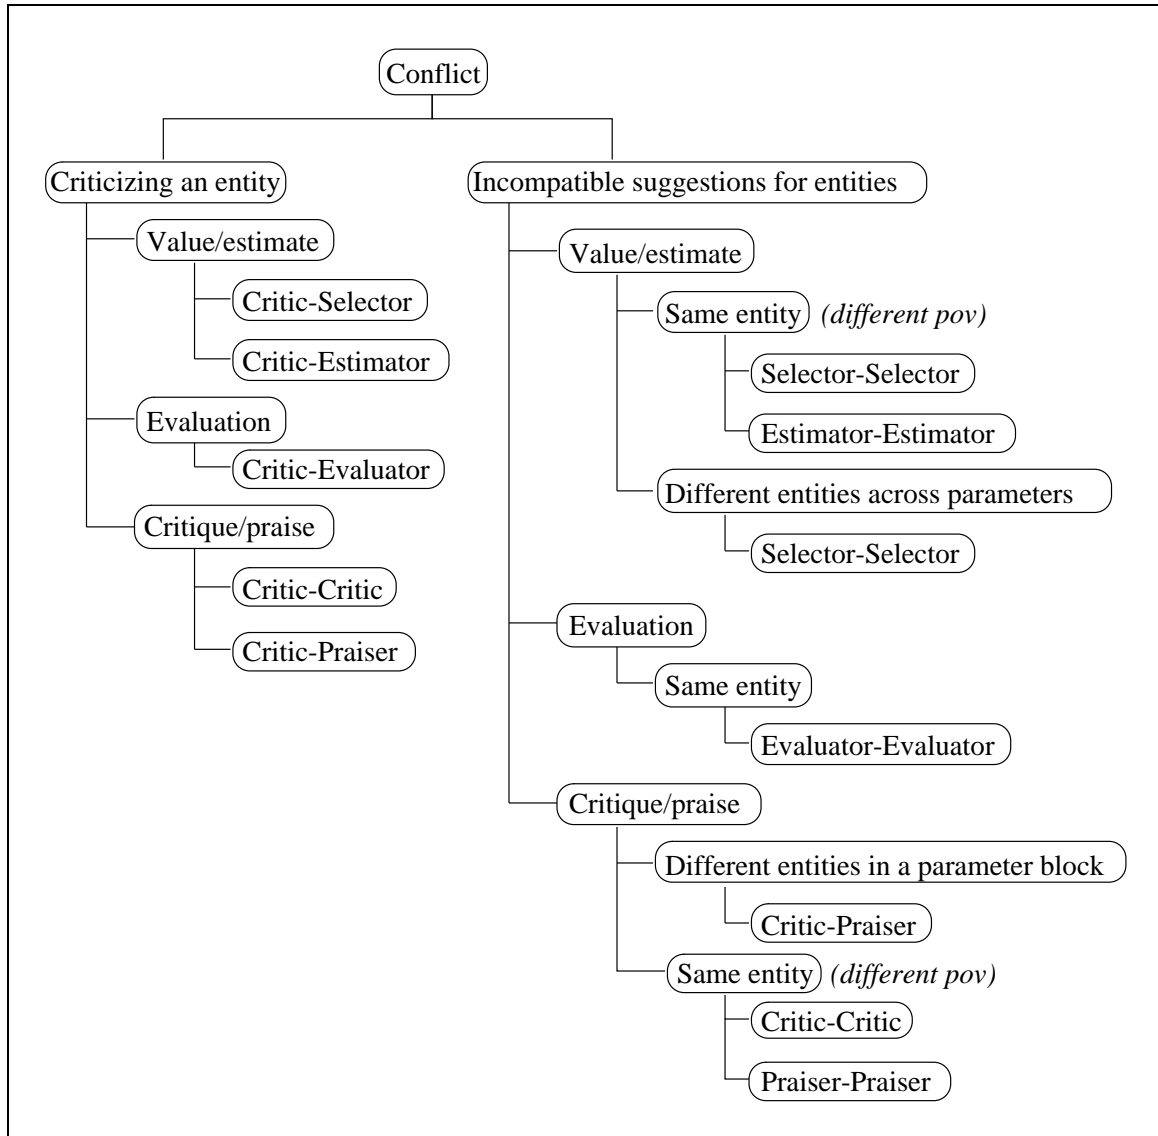 Conflict
Criticizing an entity
Value/estimate
Critic-Selector
Critic-Estimator
Evaluation
Critic-Evaluator
Critique/praise
Critic-Critic
Critic-Praiser
Incompatible suggestions for entities
Value/estimate
Same entity (different pov)
Selector-Selector
Estimator-Estimator
Different entities across parameters
Selector-Selector
Evaluation
Same entity
Evaluator-Evaluator
Critique/praise
Different entities in a parameter block
Critic-Praiser
Same entity (different pov)
Critic-Critic
Praiser-Praiser